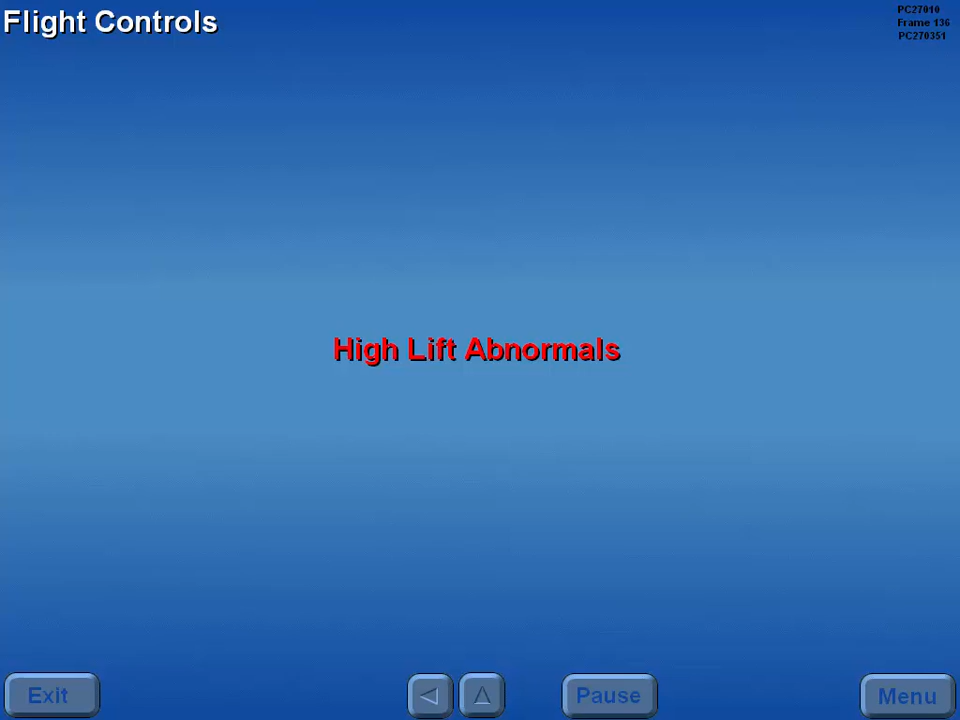 Flight Controls
PC27010
Frame 136
PC270351
High Lift Abnormals
Exit
Pause
Menu